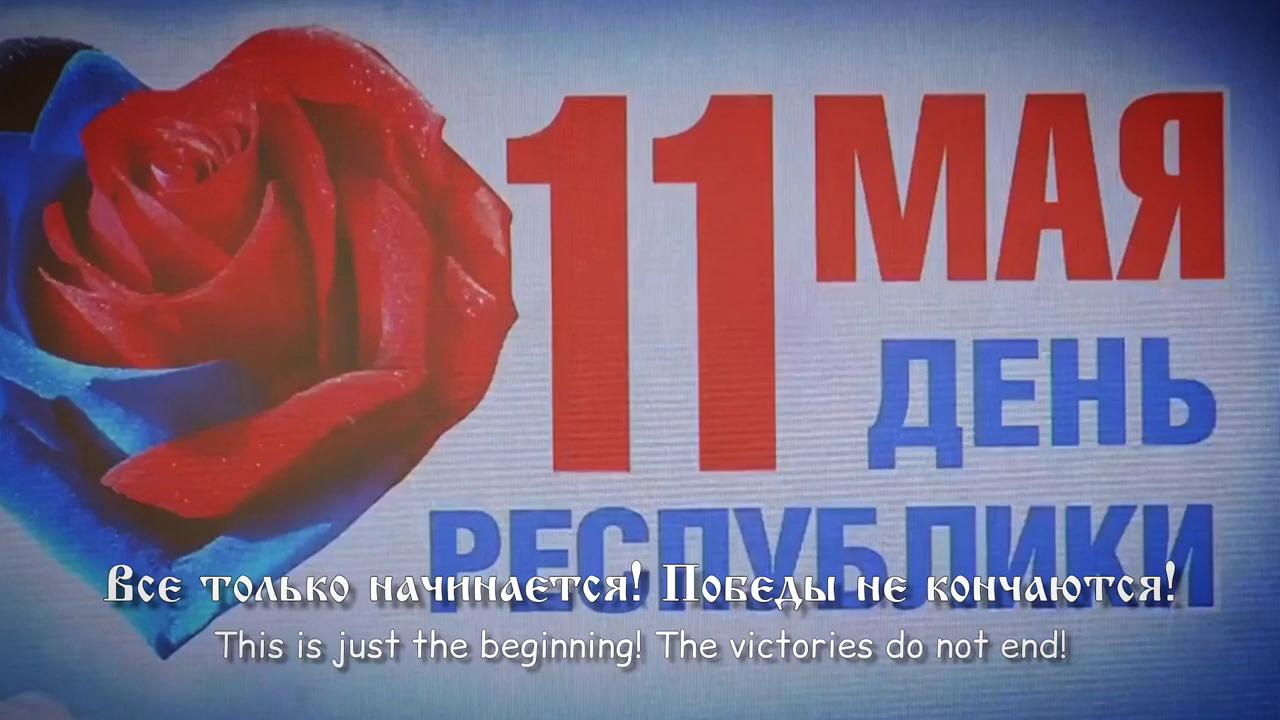 11 МАЯ
ДЕНЬ
РЕСПУБЛИКИ
Все только начинается! Победы не кончаются!
This is just the beginning! The victories do not end!